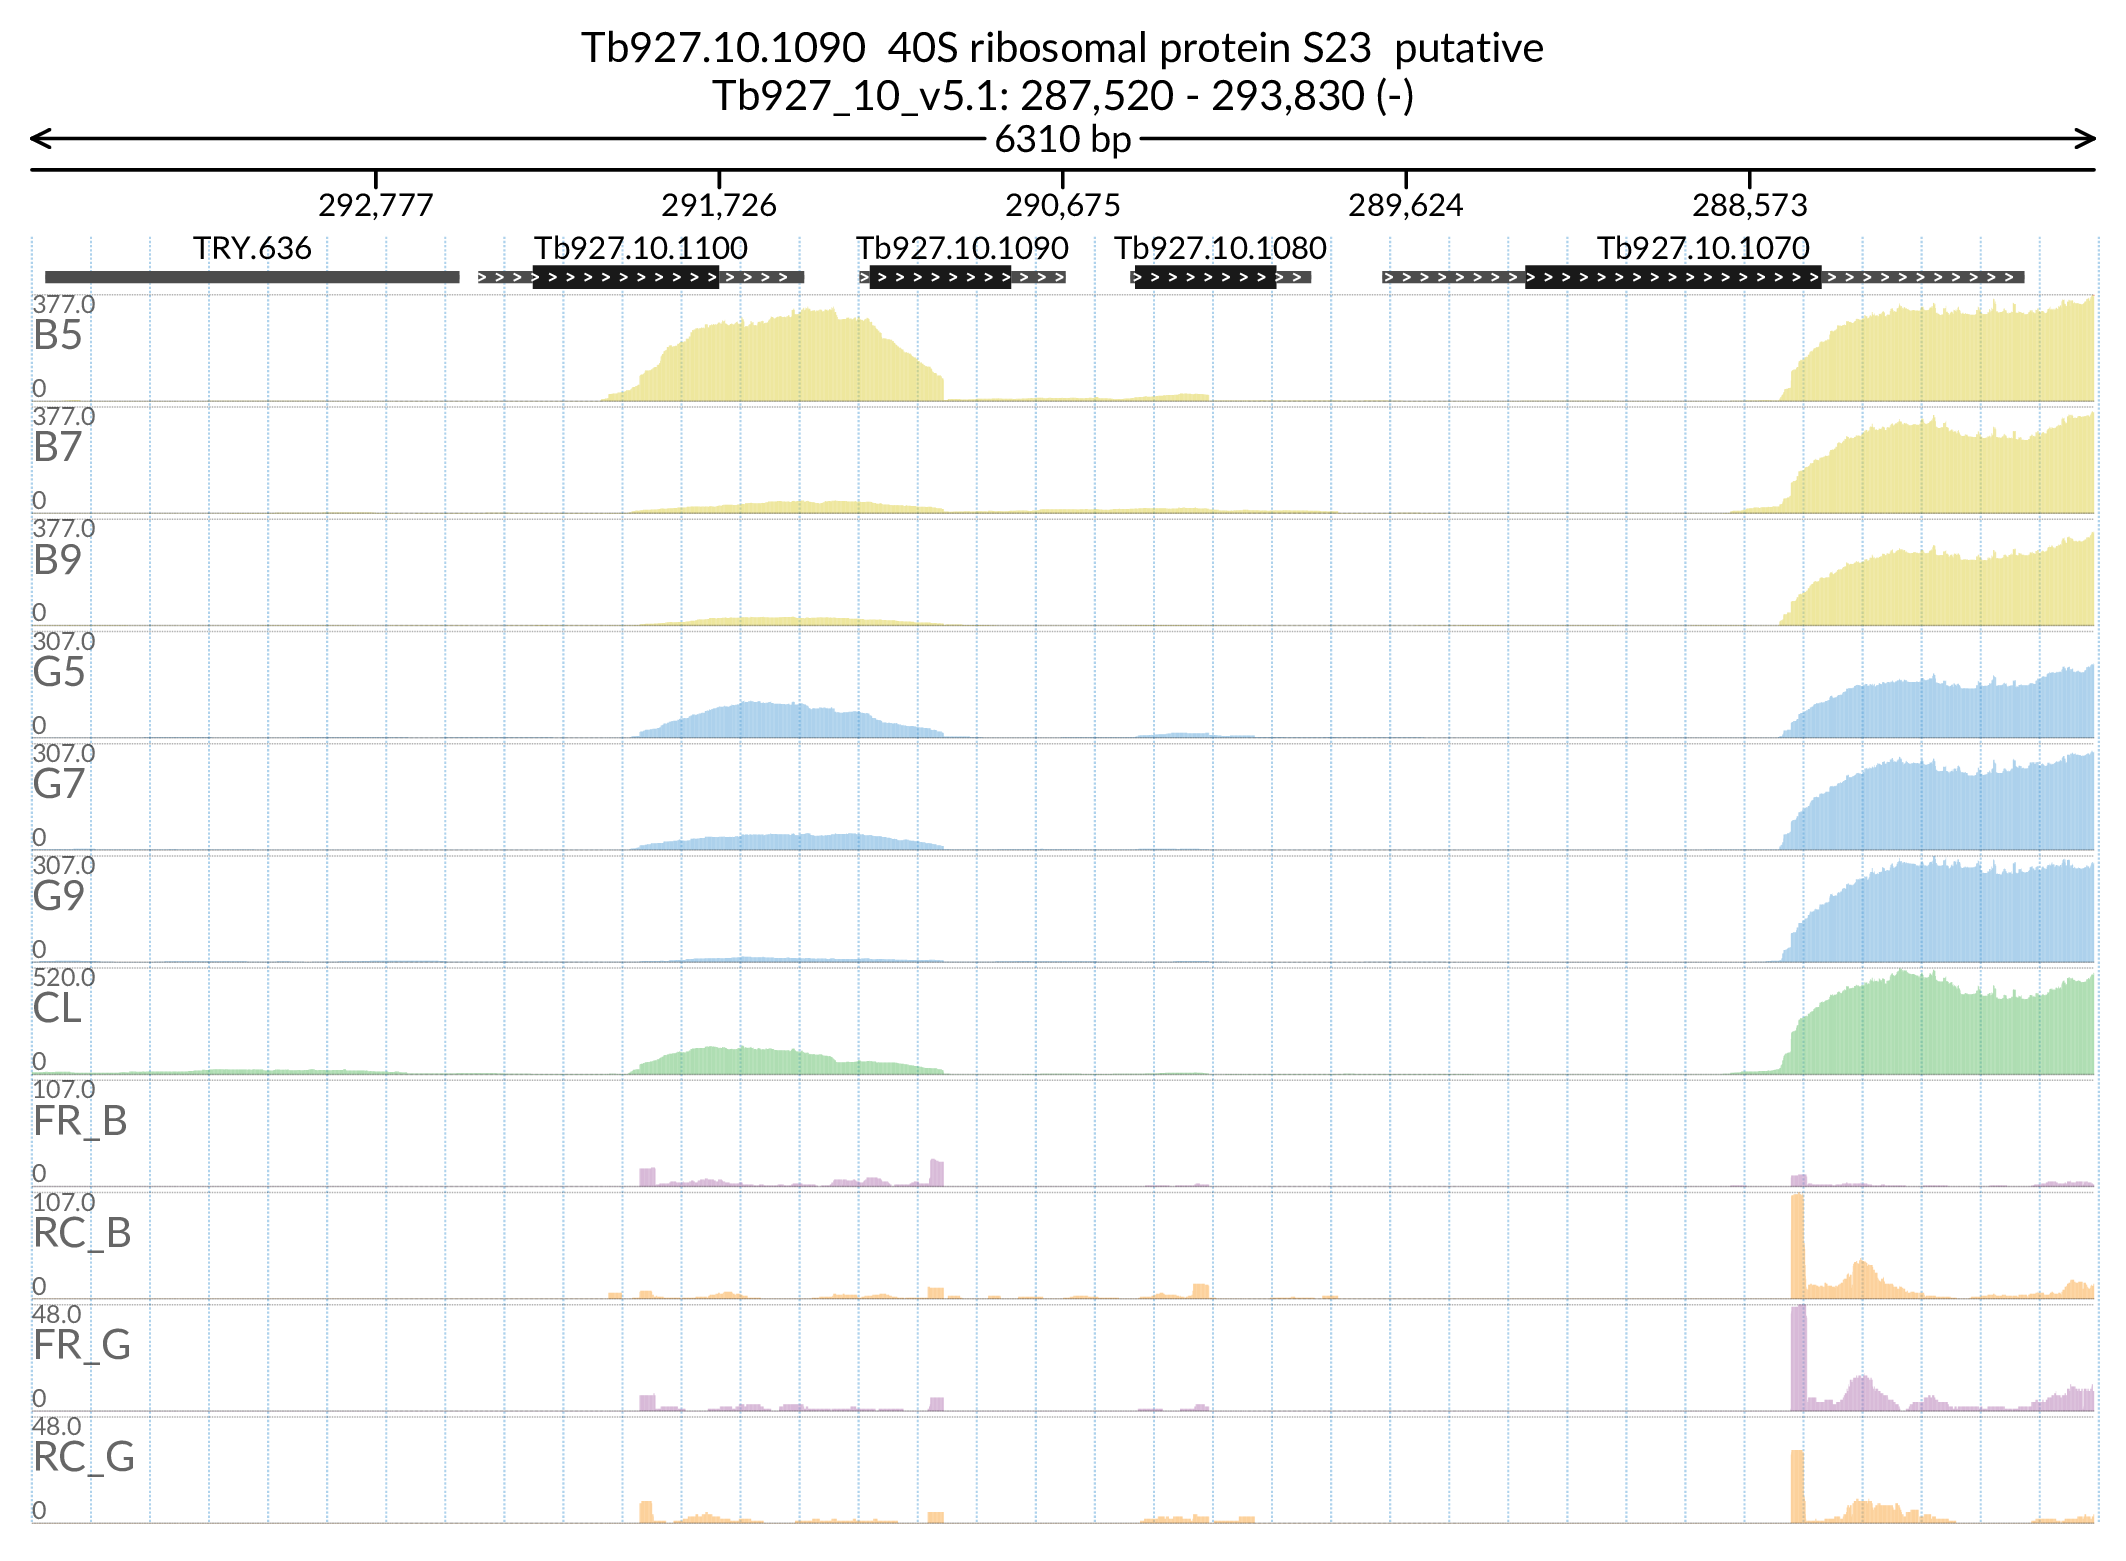 Tb927.10.1090  40S ribosomal protein S23  putative
Tb927_10_v5.1: 287,520 - 293,830 (-)
6310 bp
292,777 291,726 290,675 289,624 288,573
TRY.636 Tb927.10.1100 Tb927.10.1090 Tb927.10.1080 Tb927.10.1070
377.0
B5
0
377.0
B7
0
377.0
B9
0
307.0
G5
0
307.0
G7
0
307.0
G9
0
520.0
CL
0
107.0
FR_B
0
107.0
RC_B
0
48.0
FR_G
0
48.0
RC_G
0